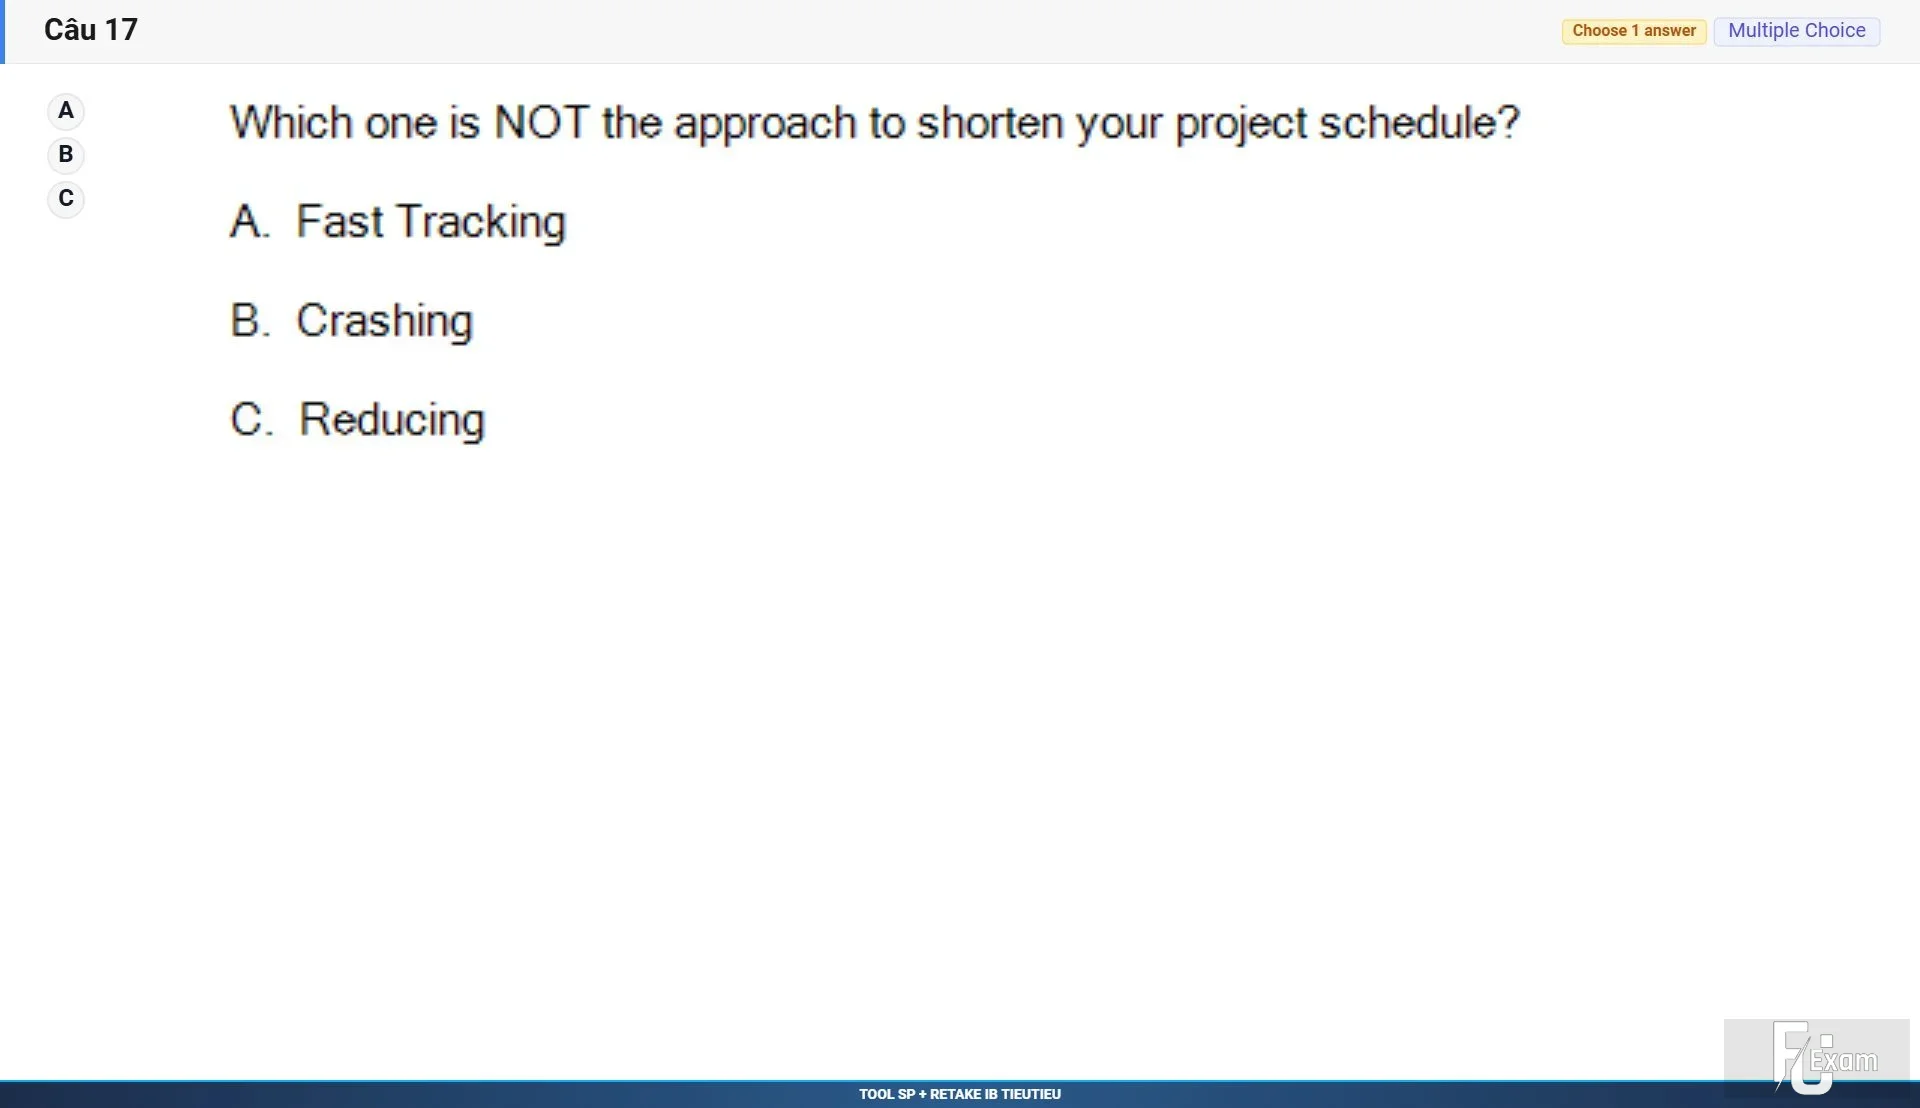 Câu 17
Choose 1 answer
Multiple Choice
A
B
C
Which one is NOT the approach to shorten your project schedule?
A. Fast Tracking
B. Crashing
C. Reducing
FU Exam
TOOL SP + RETAKE IB TIEUTIEU